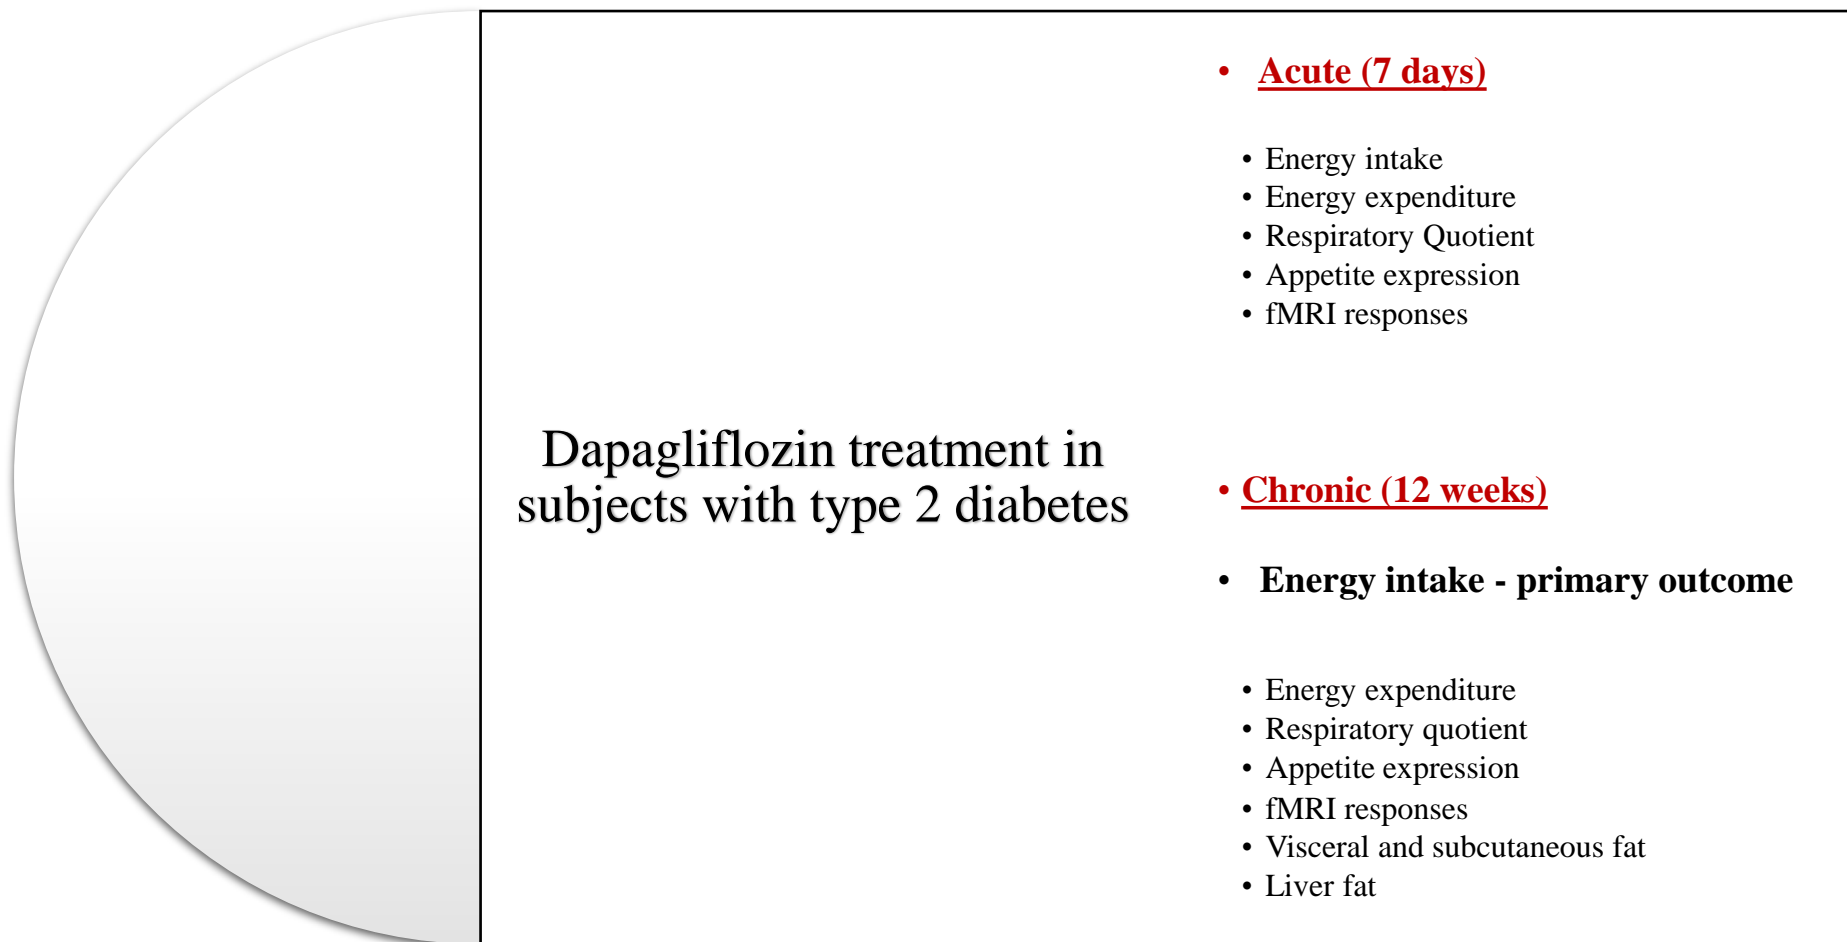 Dapagliflozin treatment in
subjects with type 2 diabetes
• Acute (7 days)
• Energy intake
• Energy expenditure
• Respiratory Quotient
• Appetite expression
• fMRI responses
• Chronic (12 weeks)
• Energy intake - primary outcome
• Energy expenditure
• Respiratory quotient
• Appetite expression
• fMRI responses
• Visceral and subcutaneous fat
• Liver fat